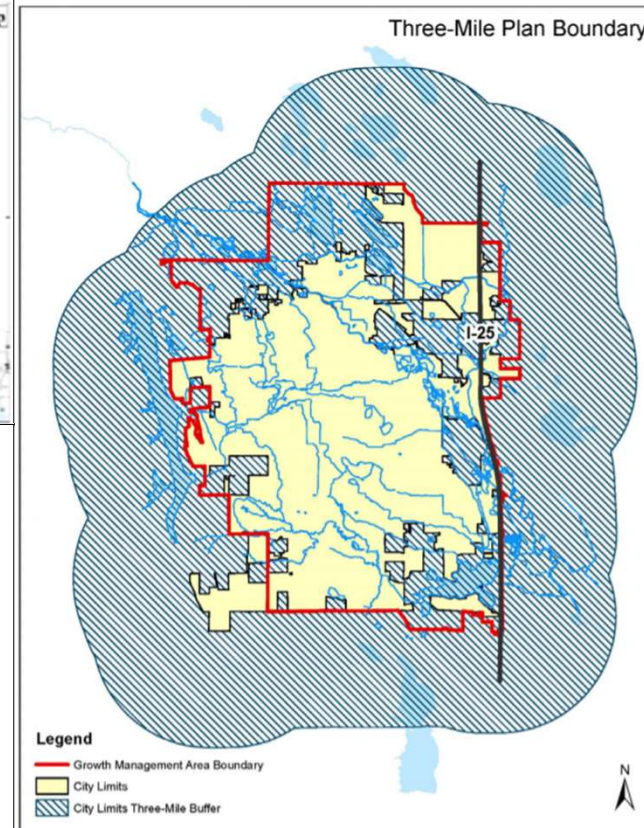 Three-Mile Plan Boundary
I-25
Legend
Growth Management Area Boundary
City Limits
City Limits Three-Mile Buffer
N